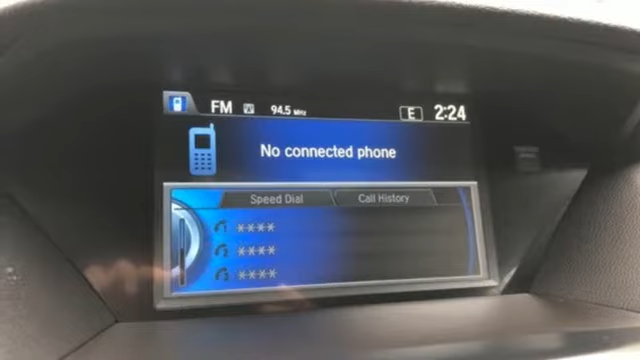 FM 94.5 MHz E 2:24
No connected phone
Speed Dial Call History
****
****
****